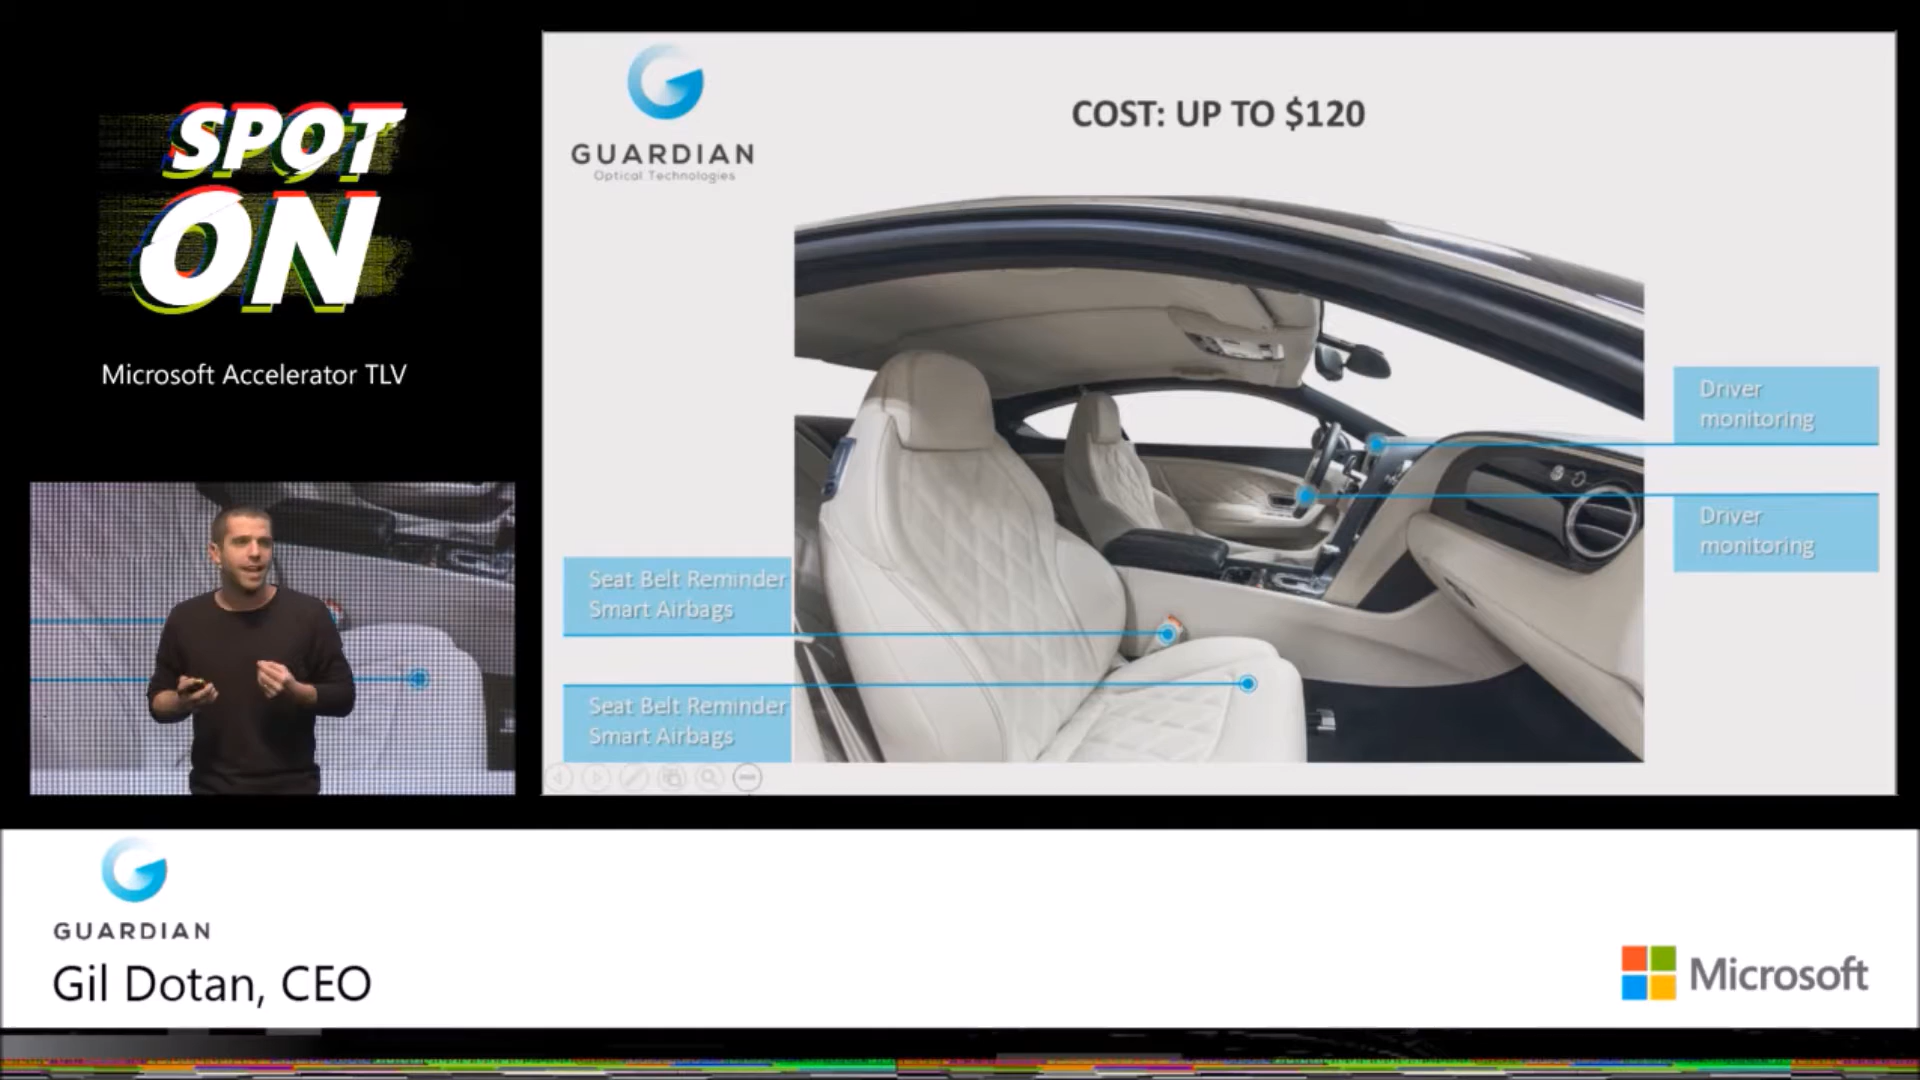 SPOT
ON
Microsoft Accelerator TLV
GUARDIAN
Optical Technologies
COST: UP TO $120
Driver
monitoring
Driver
monitoring
Seat Belt Reminder
Smart Airbags
Seat Belt Reminder
Smart Airbags
GUARDIAN
Gil Dotan, CEO
Microsoft